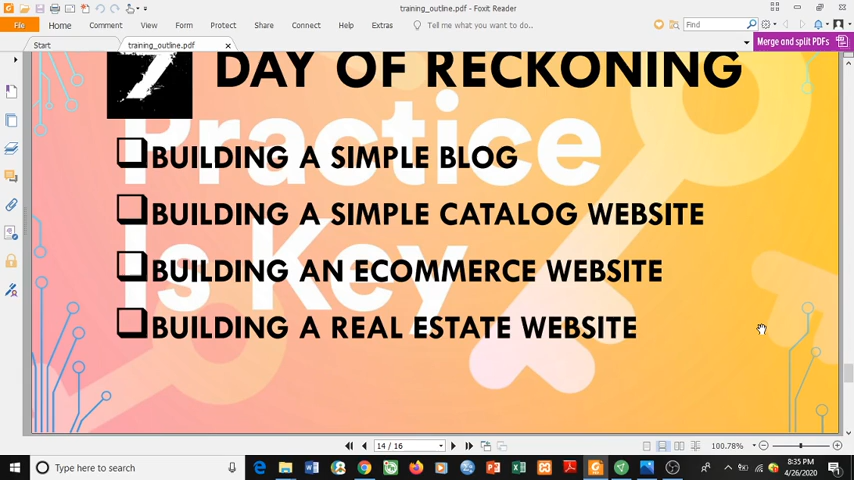 training_outline.pdf - Foxit Reader
File
Home
Comment
View
Form
Protect
Share
Connect
Help
Extras
Tell me what you want to do...
Find
Start
training_outline.pdf
Merge and split PDFs
7
DAY OF RECKONING
Practice
Is Key
BUILDING A SIMPLE BLOG
BUILDING A SIMPLE CATALOG WEBSITE
BUILDING AN ECOMMERCE WEBSITE
BUILDING A REAL ESTATE WEBSITE
14 / 16
100.78%
Type here to search
8:35 PM
4/26/2020